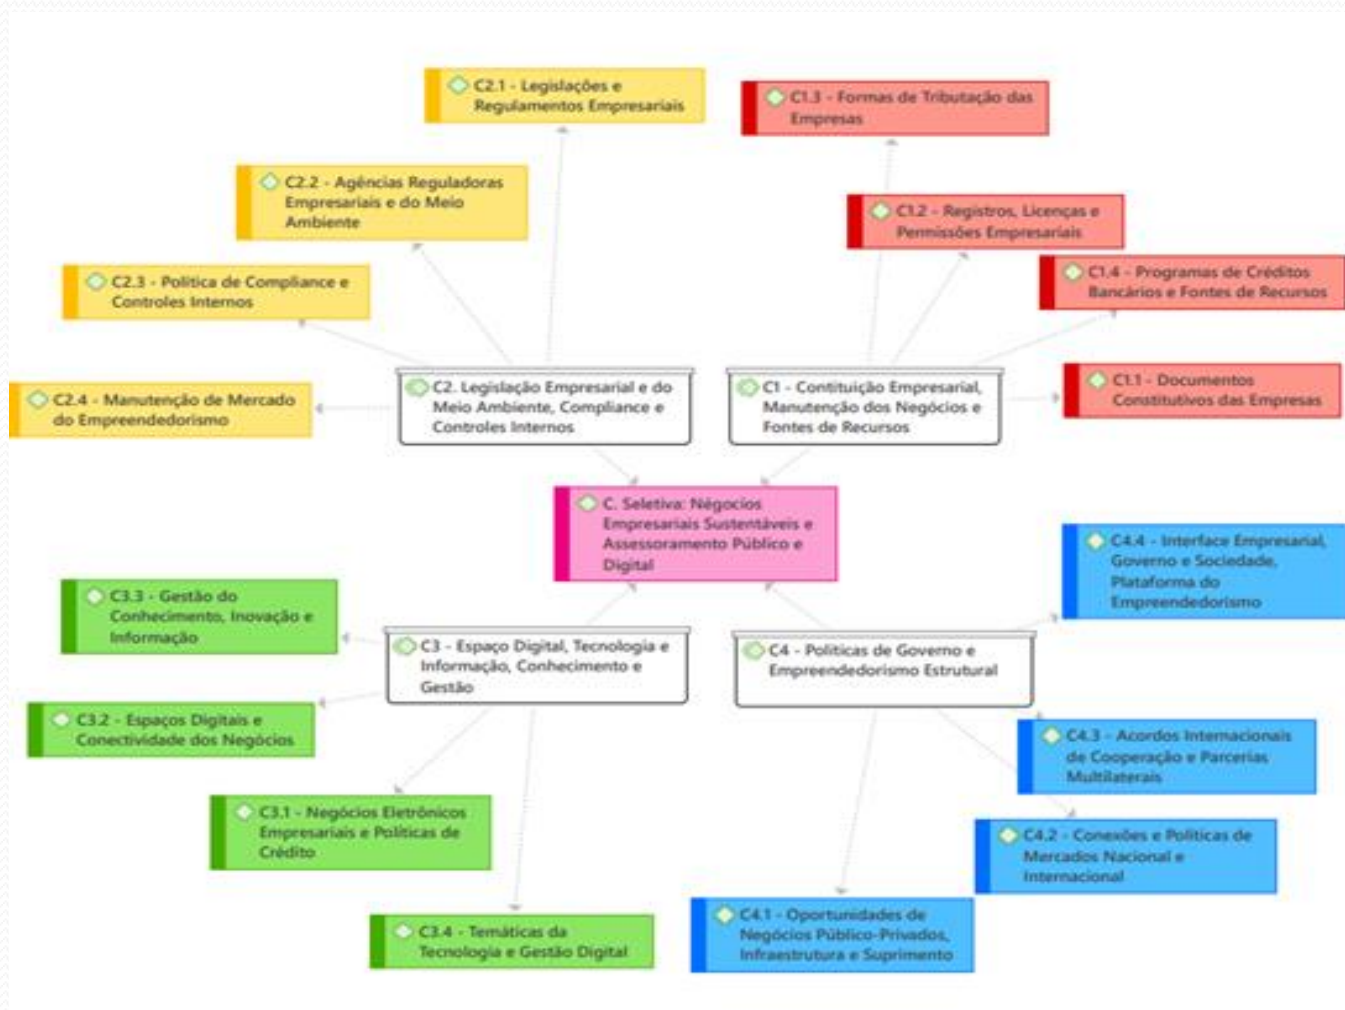 C2.1 - Legislações e
Regulamentos Empresariais
C1.3 - Formas de Tributação das
Empresas
C2.2 - Agências Reguladoras
Empresariais e do Meio
Ambiente
C1.2 - Registros, Licenças e
Permissões Empresariais
C2.3 - Política de Compliance e
Controles Internos
C1.4 - Programas de Créditos
Bancários e Fontes de Recursos
C2.4 - Manutenção de Mercado
do Empreendedorismo
C2. Legislação Empresarial e do
Meio Ambiente, Compliance e
Controles Internos
C1 - Contituição Empresarial,
Manutenção dos Negócios e
Fontes de Recursos
C1.1 - Documentos
Constitutivos das Empresas
C. Seletiva: Négocios
Empresariais Sustentáveis e
Assessoramento Público e
Digital
C4.4 - Interface Empresarial,
Governo e Sociedade,
Plataforma do
Empreendedorismo
C3.3 - Gestão do
Conhecimento, Inovação e
Informação
C3 - Espaço Digital, Tecnologia e
Informação, Conhecimento e
Gestão
C4 - Políticas de Governo e
Empreendedorismo Estrutural
C3.2 - Espaços Digitais e
Conectividade dos Negócios
C4.3 - Acordos Internacionais
de Cooperação e Parcerias
Multilaterais
C3.1 - Negócios Eletrônicos
Empresariais e Políticas de
Crédito
C4.2 - Conexões e Políticas de
Mercados Nacional e
Internacional
C3.4 - Temáticas da
Tecnologia e Gestão Digital
C4.1 - Oportunidades de
Negócios Público-Privados,
Infraestrutura e Suprimento